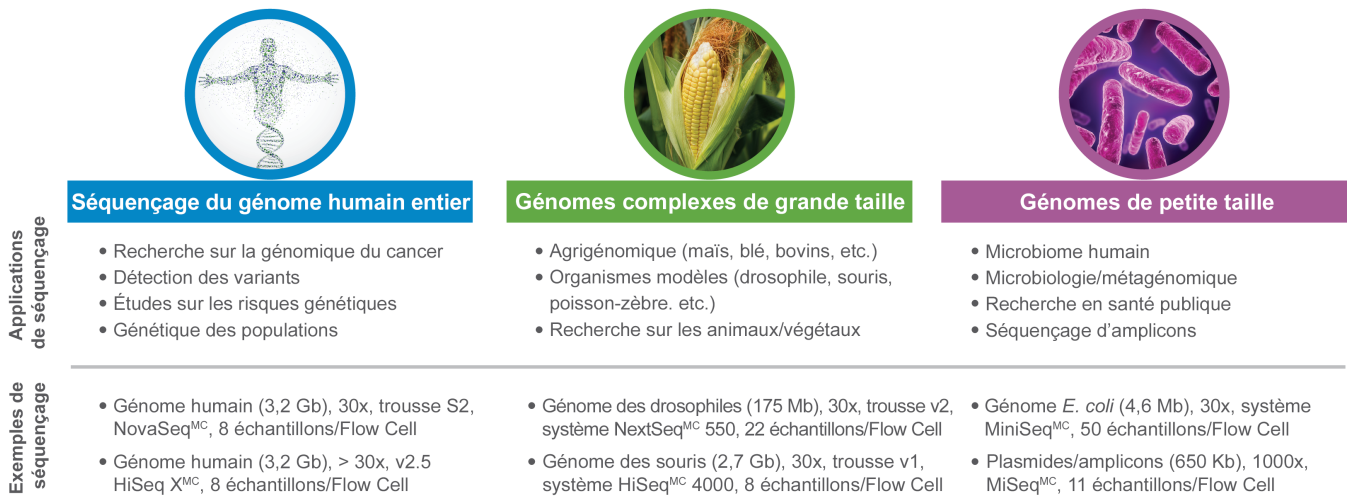 Séquençage du génome humain entier
Génomes complexes de grande taille
Génomes de petite taille
Applications
de séquençage
• Recherche sur la génomique du cancer
• Détection des variants
• Études sur les risques génétiques
• Génétique des populations
• Agrigénomique (maïs, blé, bovins, etc.)
• Organismes modèles (drosophile, souris,
poisson-zèbre. etc.)
• Recherche sur les animaux/végétaux
• Microbiome humain
• Microbiologie/métagénomique
• Recherche en santé publique
• Séquençage d’amplicon
Exemples de
séquençage
• Génome humain (3,2 Gb), 30x, trousse S2,
NovaSeqMC, 8 échantillons/Flow Cell
• Génome humain (3,2 Gb), > 30x, v2.5
HiSeq XMC, 8 échantillons/Flow Cell
• Génome des drosophiles (175 Mb), 30x, trousse v2,
système NextSeqMC 550, 22 échantillons/Flow Cell
• Génome des souris (2,7 Gb), 30x, trousse v1,
système HiSeqMC 4000, 8 échantillons/Flow Cell
• Génome E. coli (4,6 Mb), 30x, système
MiniSeqMC, 50 échantillons/Flow Cell
• Plasmides/amplicons (650 Kb), 1000x,
MiSeqMC, 11 échantillons/Flow Cell